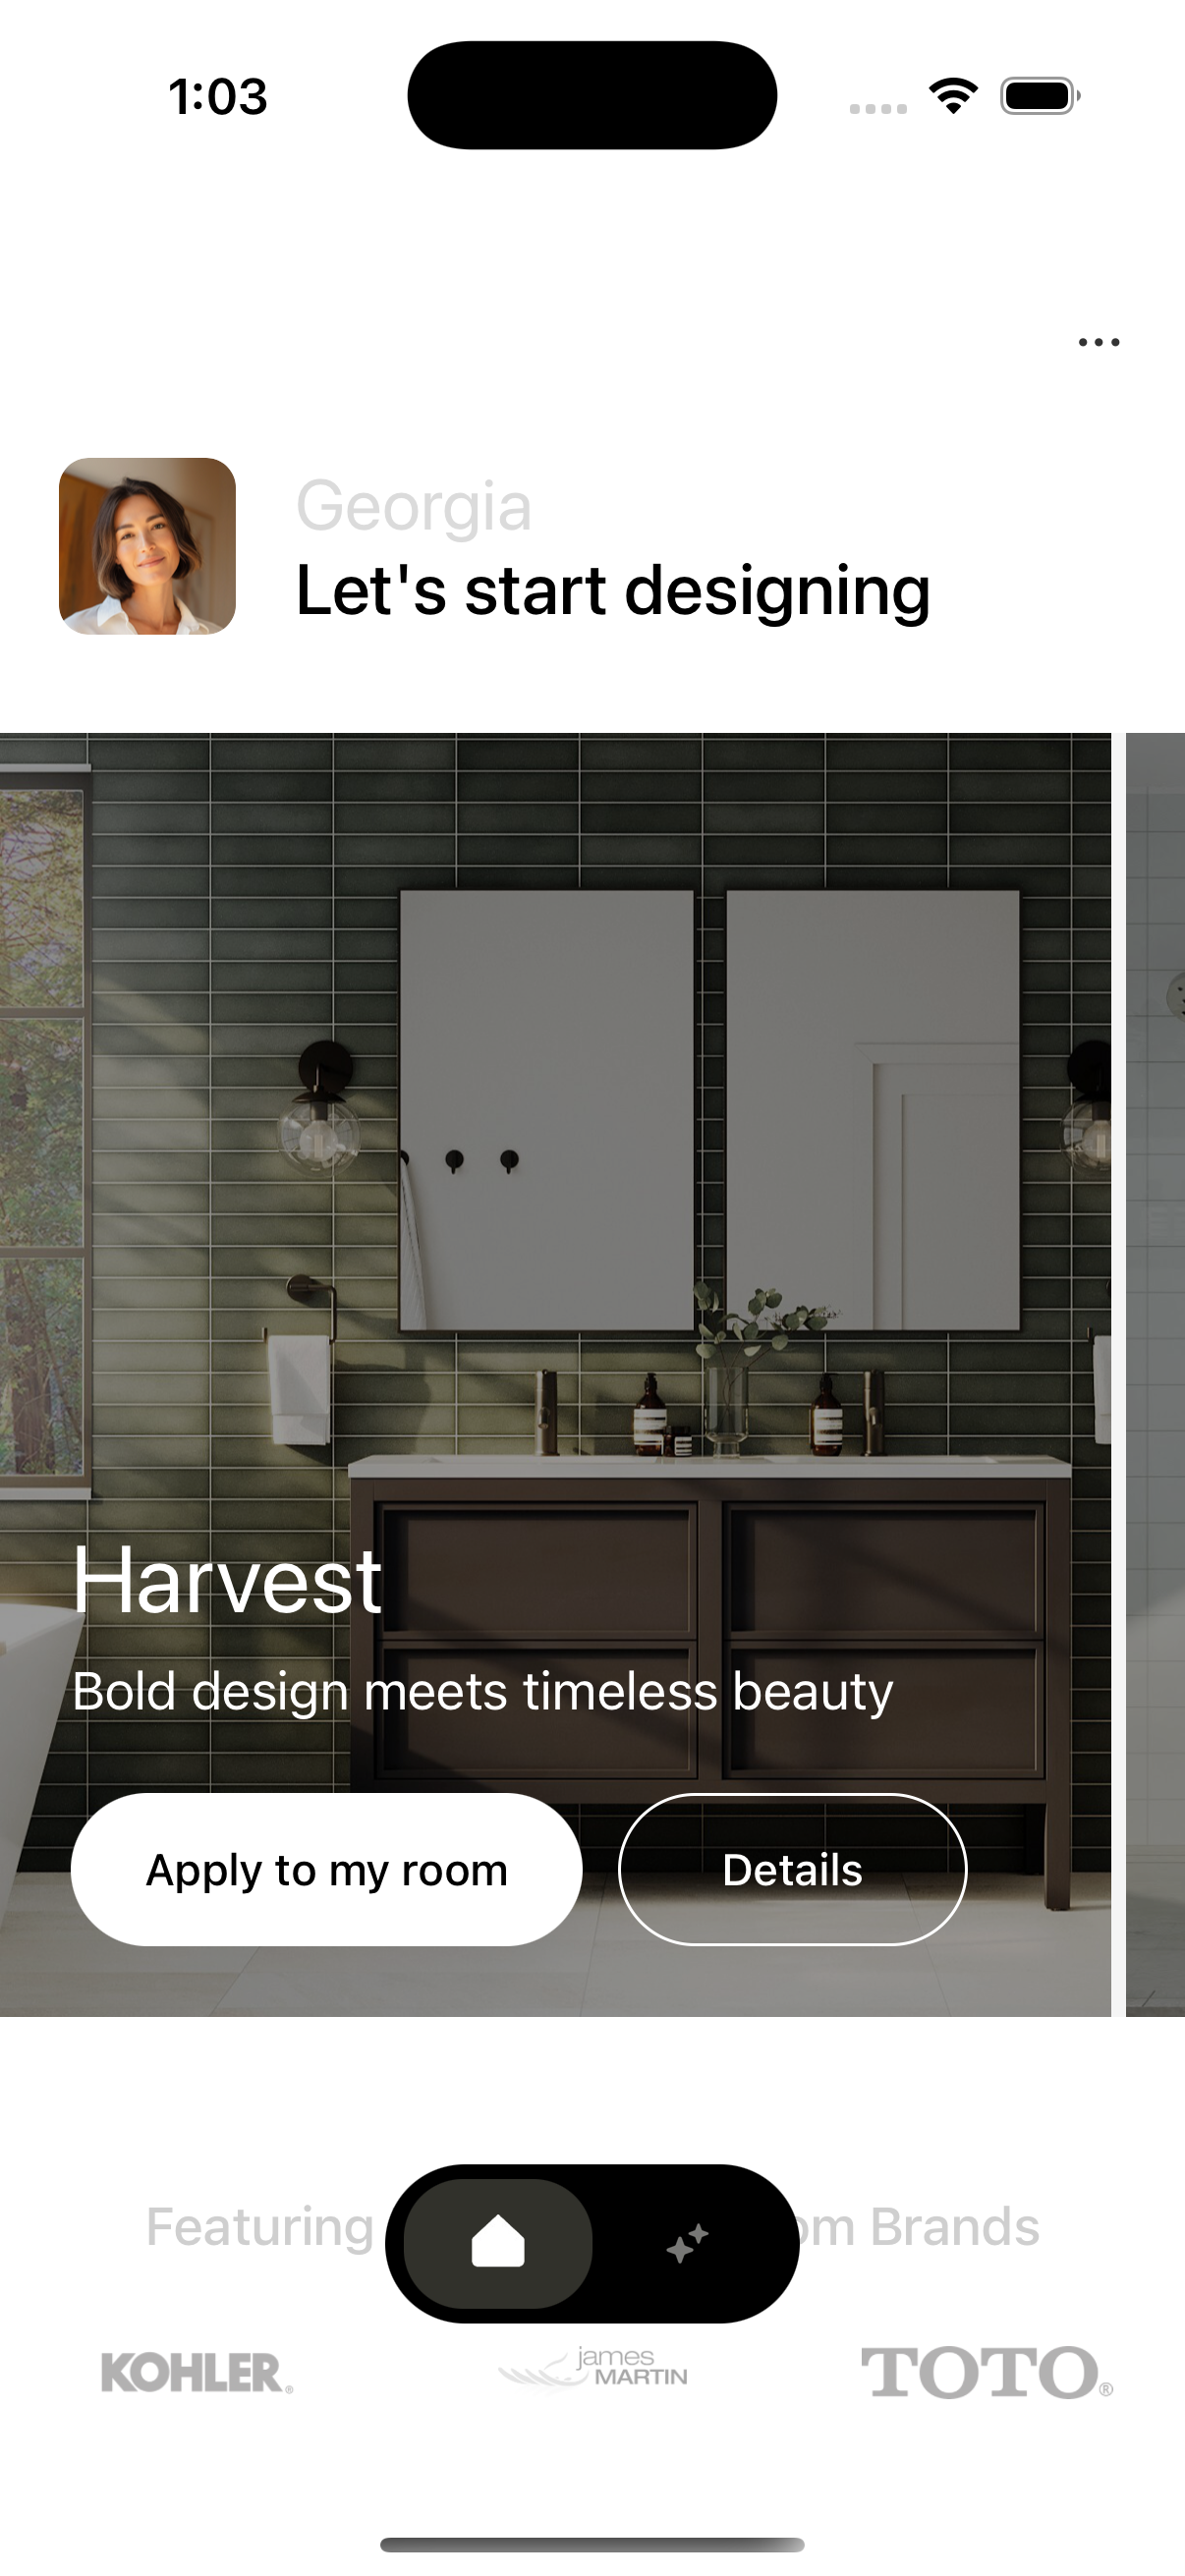 1:03
Georgia
Let's start designing
Harvest
Bold design meets timeless beauty
Apply to my room
Details
Featuring
Brands
KOHLER®
james
MARTIN
TOTO®